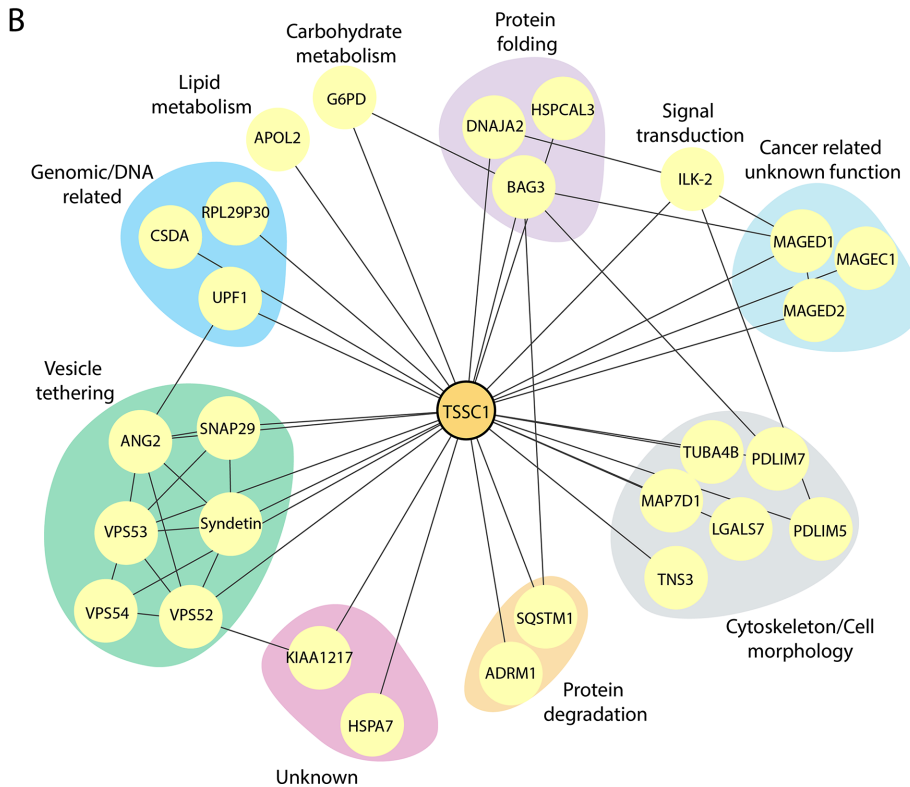 B
Protein
folding
Carbohydrate
metabolism
Lipid
metabolism
G6PD
HSPCAL3
DNAJA2
APOL2
Signal
transduction
Cancer related
unknown function
Genomic/DNA
related
BAG3
ILK-2
RPL29P30
CSDA
MAGED1
MAGEC1
UPF1
MAGED2
Vesicle
tethering
TSSC1
ANG2
SNAP29
TUBA4B
PDLIM7
MAP7D1
Syndetin
VPS53
LGALS7
PDLIM5
TNS3
VPS54
VPS52
SQSTM1
Cytoskeleton/Cell
morphology
KIAA1217
ADRM1
Protein
degradation
HSPA7
Unknown